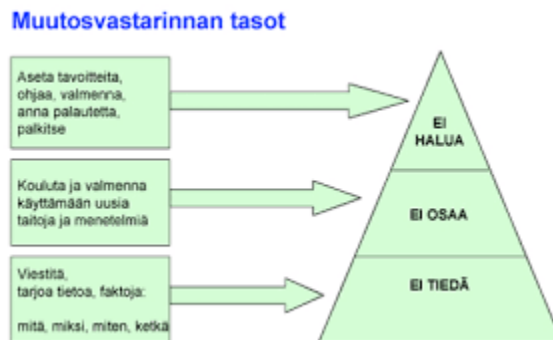 Muutosvastarinnan tasot
Aseta tavoitteita,
ohjaa, valmenna,
anna palautetta,
palkitse
EI
HALUA
Kouluta ja valmenna
käyttämään uusia
taitoja ja menetelmiä
EI OSAA
Viestitä,
tarjoa tietoa, faktoja:
mitä, miksi, miten, ketkä
EI TIEDÄ